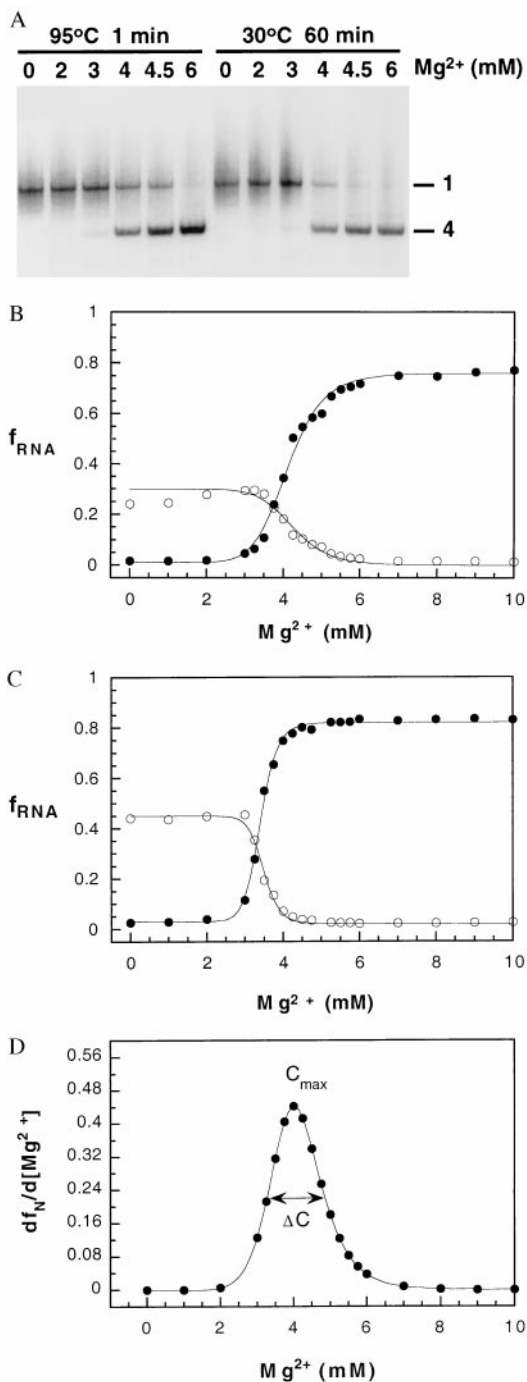 A
95°C 1 min 30°C 60 min
0 2 3 4 4.5 6 0 2 3 4 4.5 6 Mg²⁺ (mM)
1
4
B
1
0.8
0.6
0.4
0.2
0
fRNA
0 2 4 6 8 10
Mg²⁺ (mM)
C
1
0.8
0.6
0.4
0.2
0
fRNA
0 2 4 6 8 10
Mg²⁺ (mM)
D
0.56
0.48
0.4
0.32
0.24
0.16
0.08
0
dfN/d[Mg²⁺]
Cmax
ΔC
0 2 4 6 8 10
Mg²⁺ (mM)